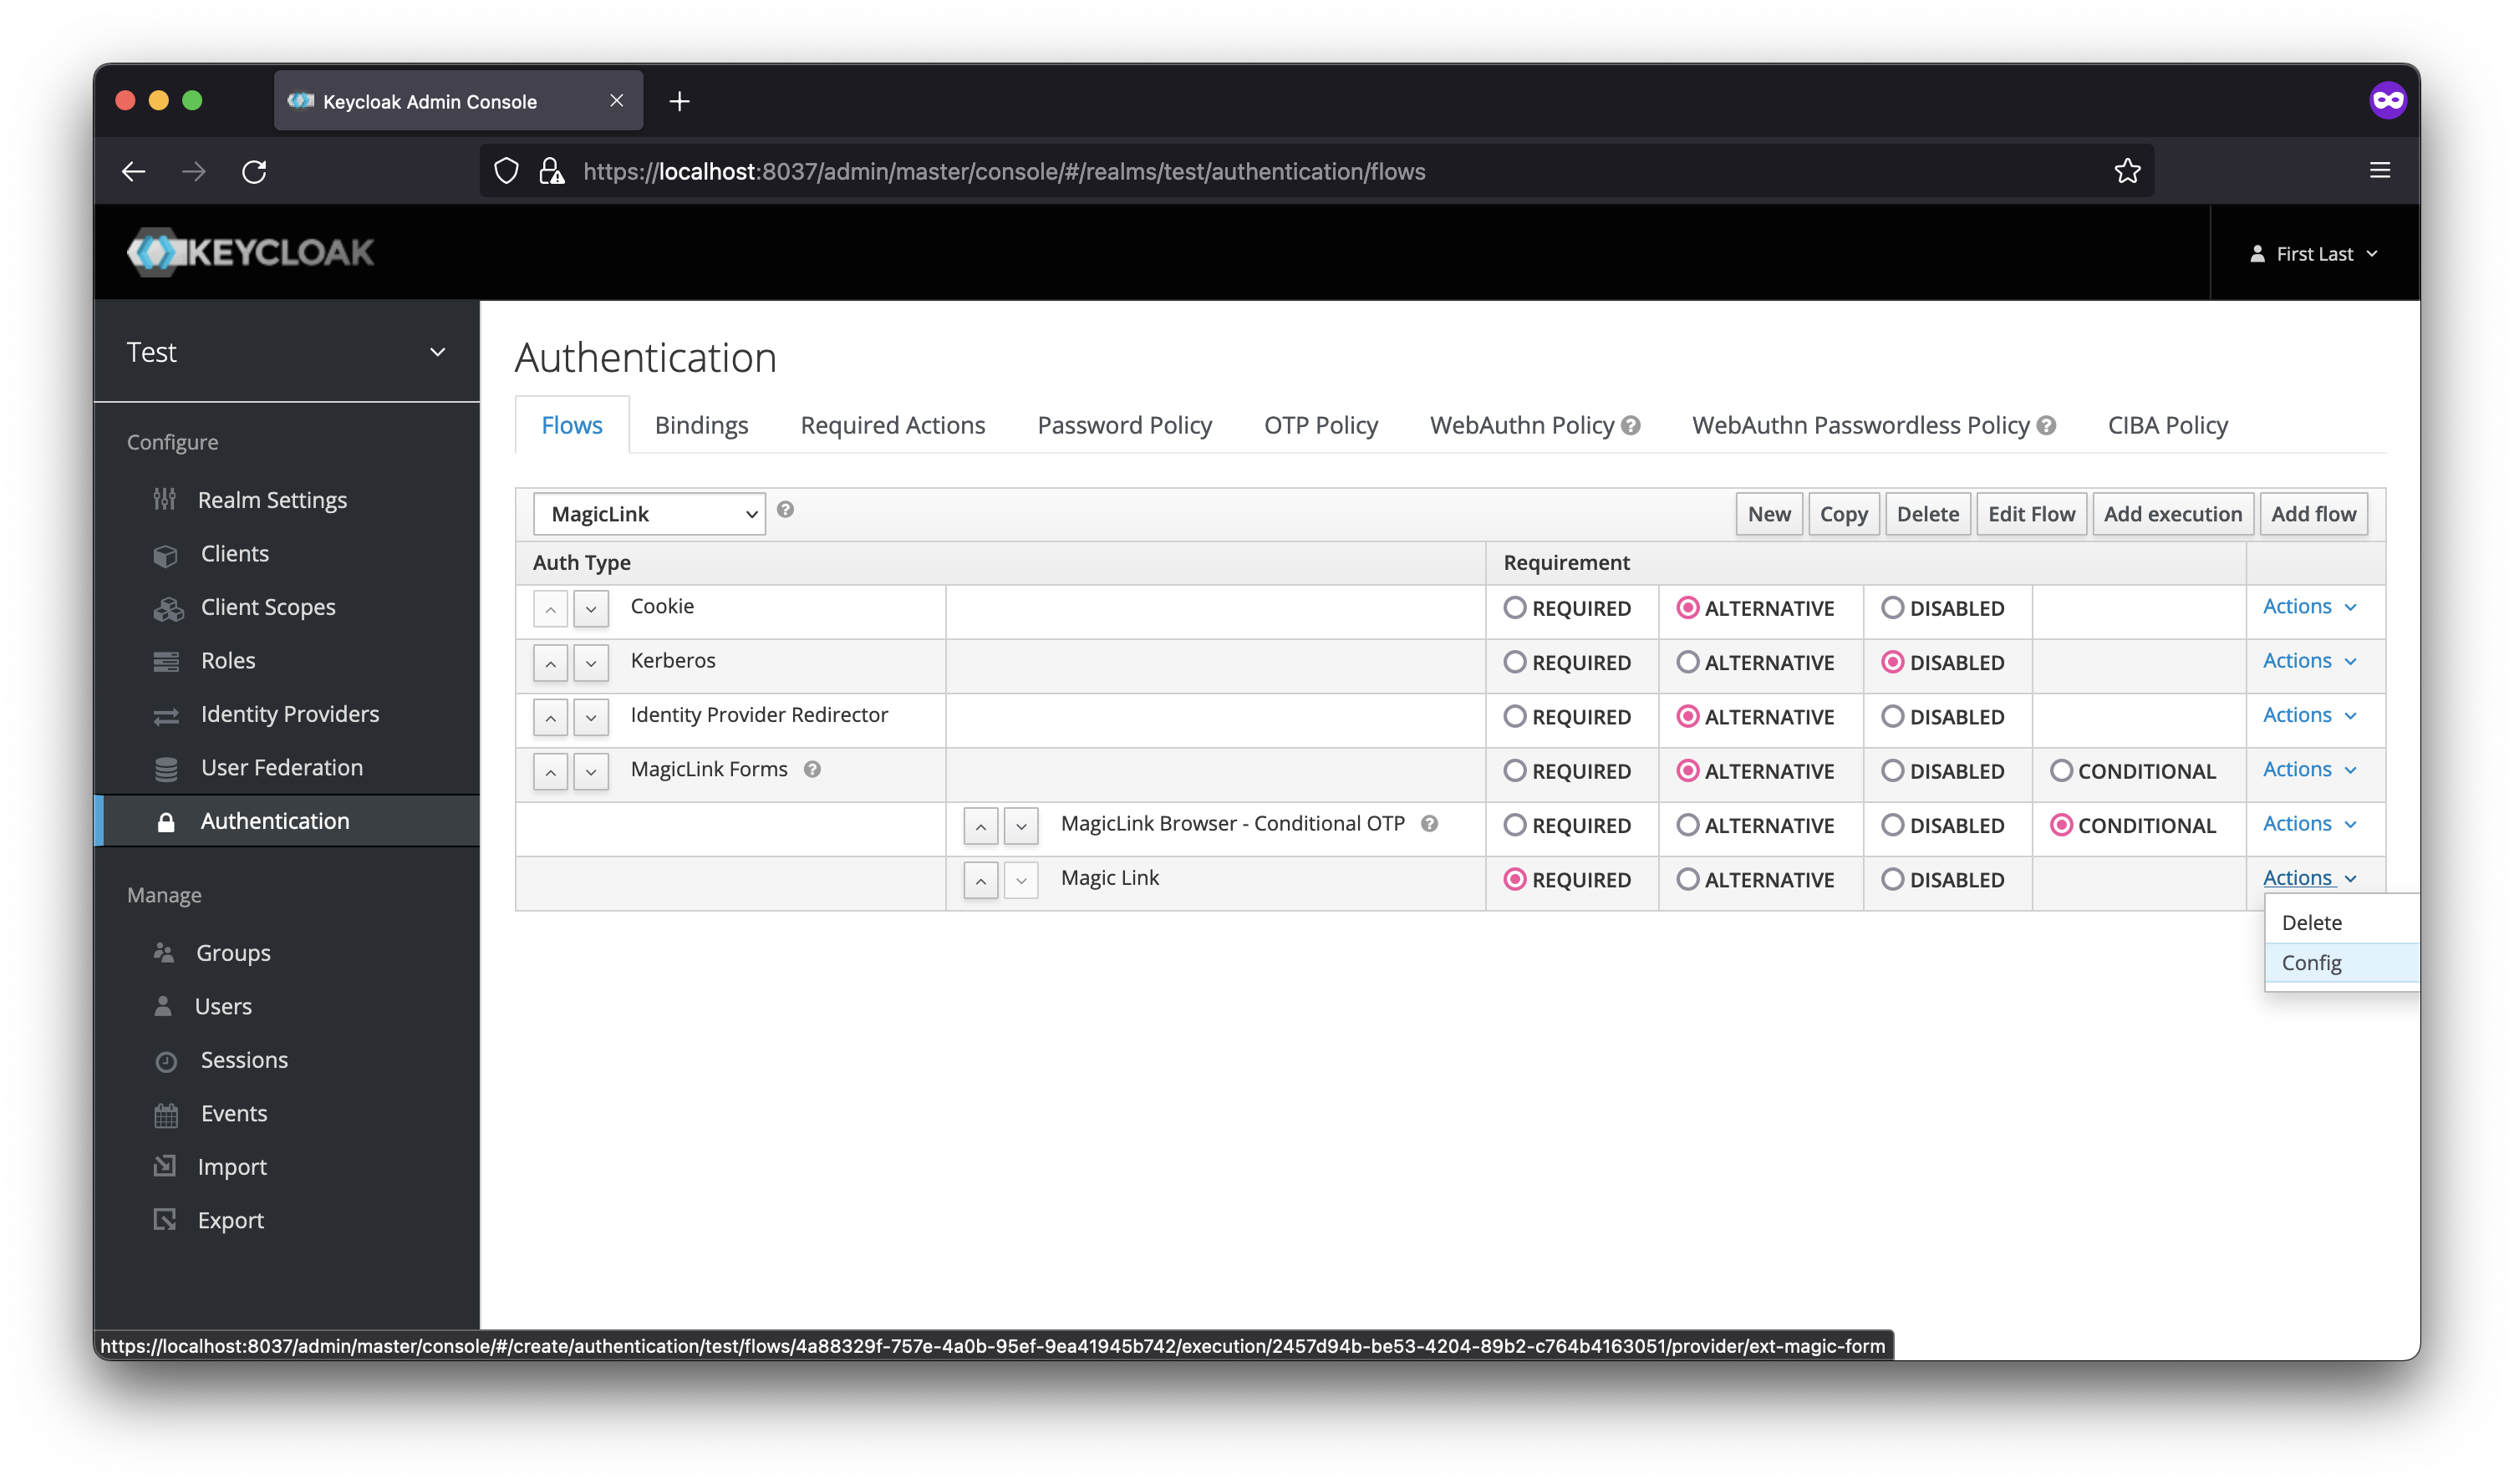 Keycloak Admin Console
https://localhost:8037/admin/master/console/#/realms/test/authentication/flows
KEYCLOAK
First Last
Test
Configure
Realm Settings
Clients
Client Scopes
Roles
Identity Providers
User Federation
Authentication
Manage
Groups
Users
Sessions
Events
Import
Export
Authentication
Flows Bindings Required Actions Password Policy OTP Policy WebAuthn Policy ? WebAuthn Passwordless Policy ? CIBA Policy
MagicLink ? New Copy Delete Edit Flow Add execution Add flow
Auth Type Requirement
Cookie REQUIRED ALTERNATIVE DISABLED Actions
Kerberos REQUIRED ALTERNATIVE DISABLED Actions
Identity Provider Redirector REQUIRED ALTERNATIVE DISABLED Actions
MagicLink Forms ? REQUIRED ALTERNATIVE DISABLED CONDITIONAL Actions
MagicLink Browser - Conditional OTP ? REQUIRED ALTERNATIVE DISABLED CONDITIONAL Actions
Magic Link REQUIRED ALTERNATIVE DISABLED Actions
Delete
Config
https://localhost:8037/admin/master/console/#/create/authentication/test/flows/4a88329f-757e-4a0b-95ef-9ea41945b742/execution/2457d94b-be53-4204-89b2-c764b4163051/provider/ext-magic-form